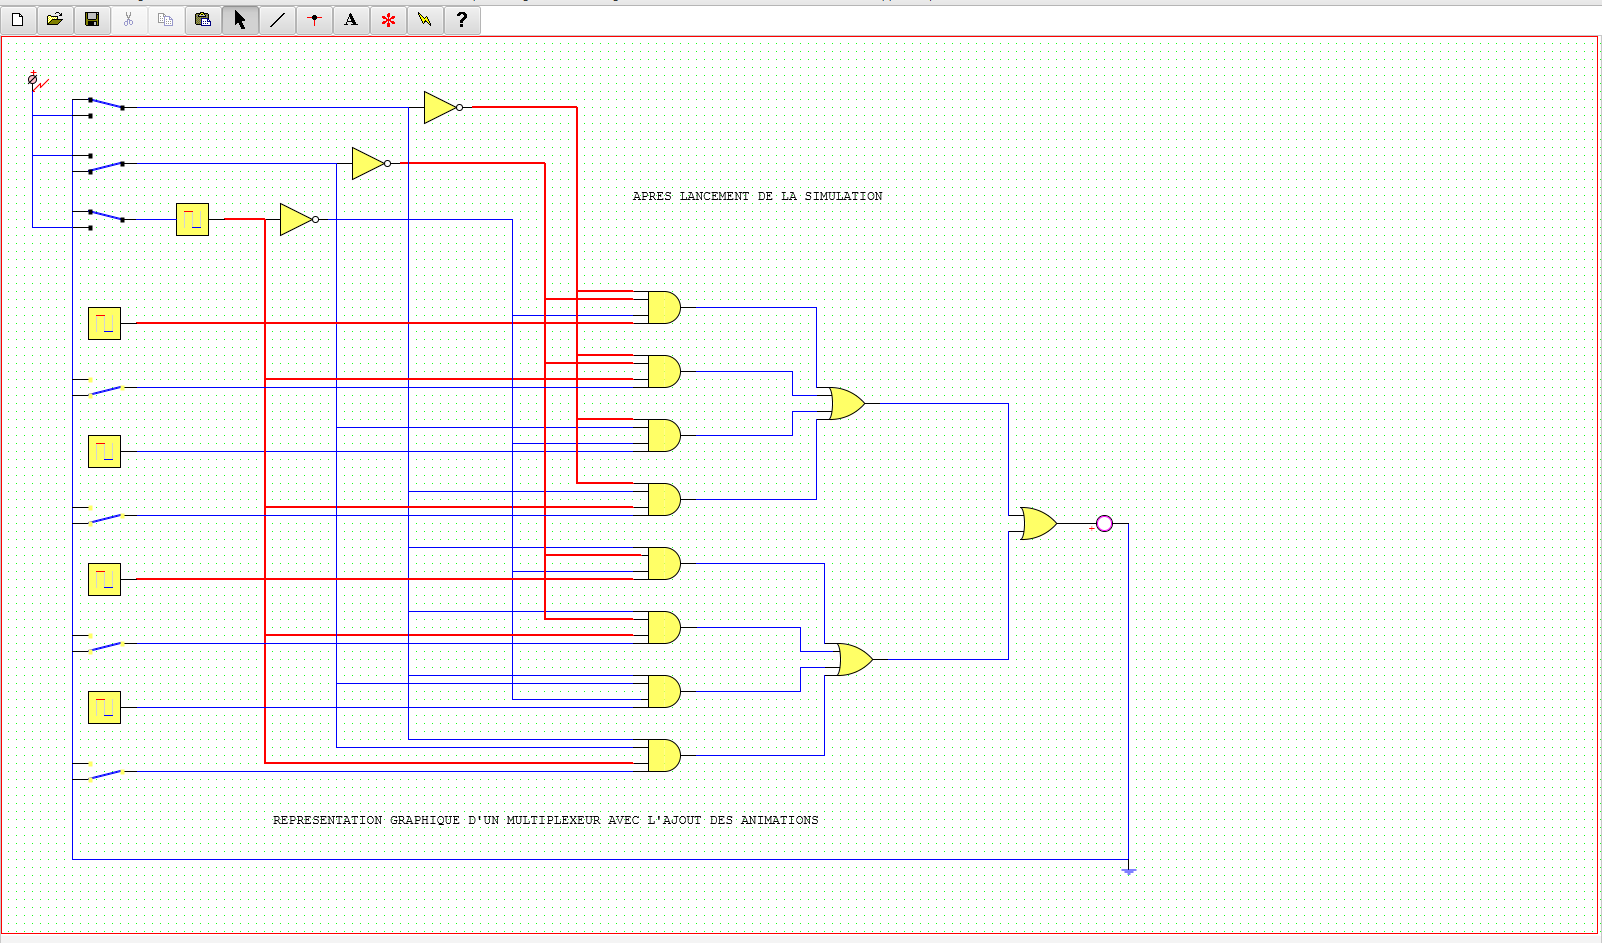 A
?
APRES LANCEMENT DE LA SIMULATION
REPRESENTATION GRAPHIQUE D'UN MULTIPLEXEUR AVEC L'AJOUT DES ANIMATIONS